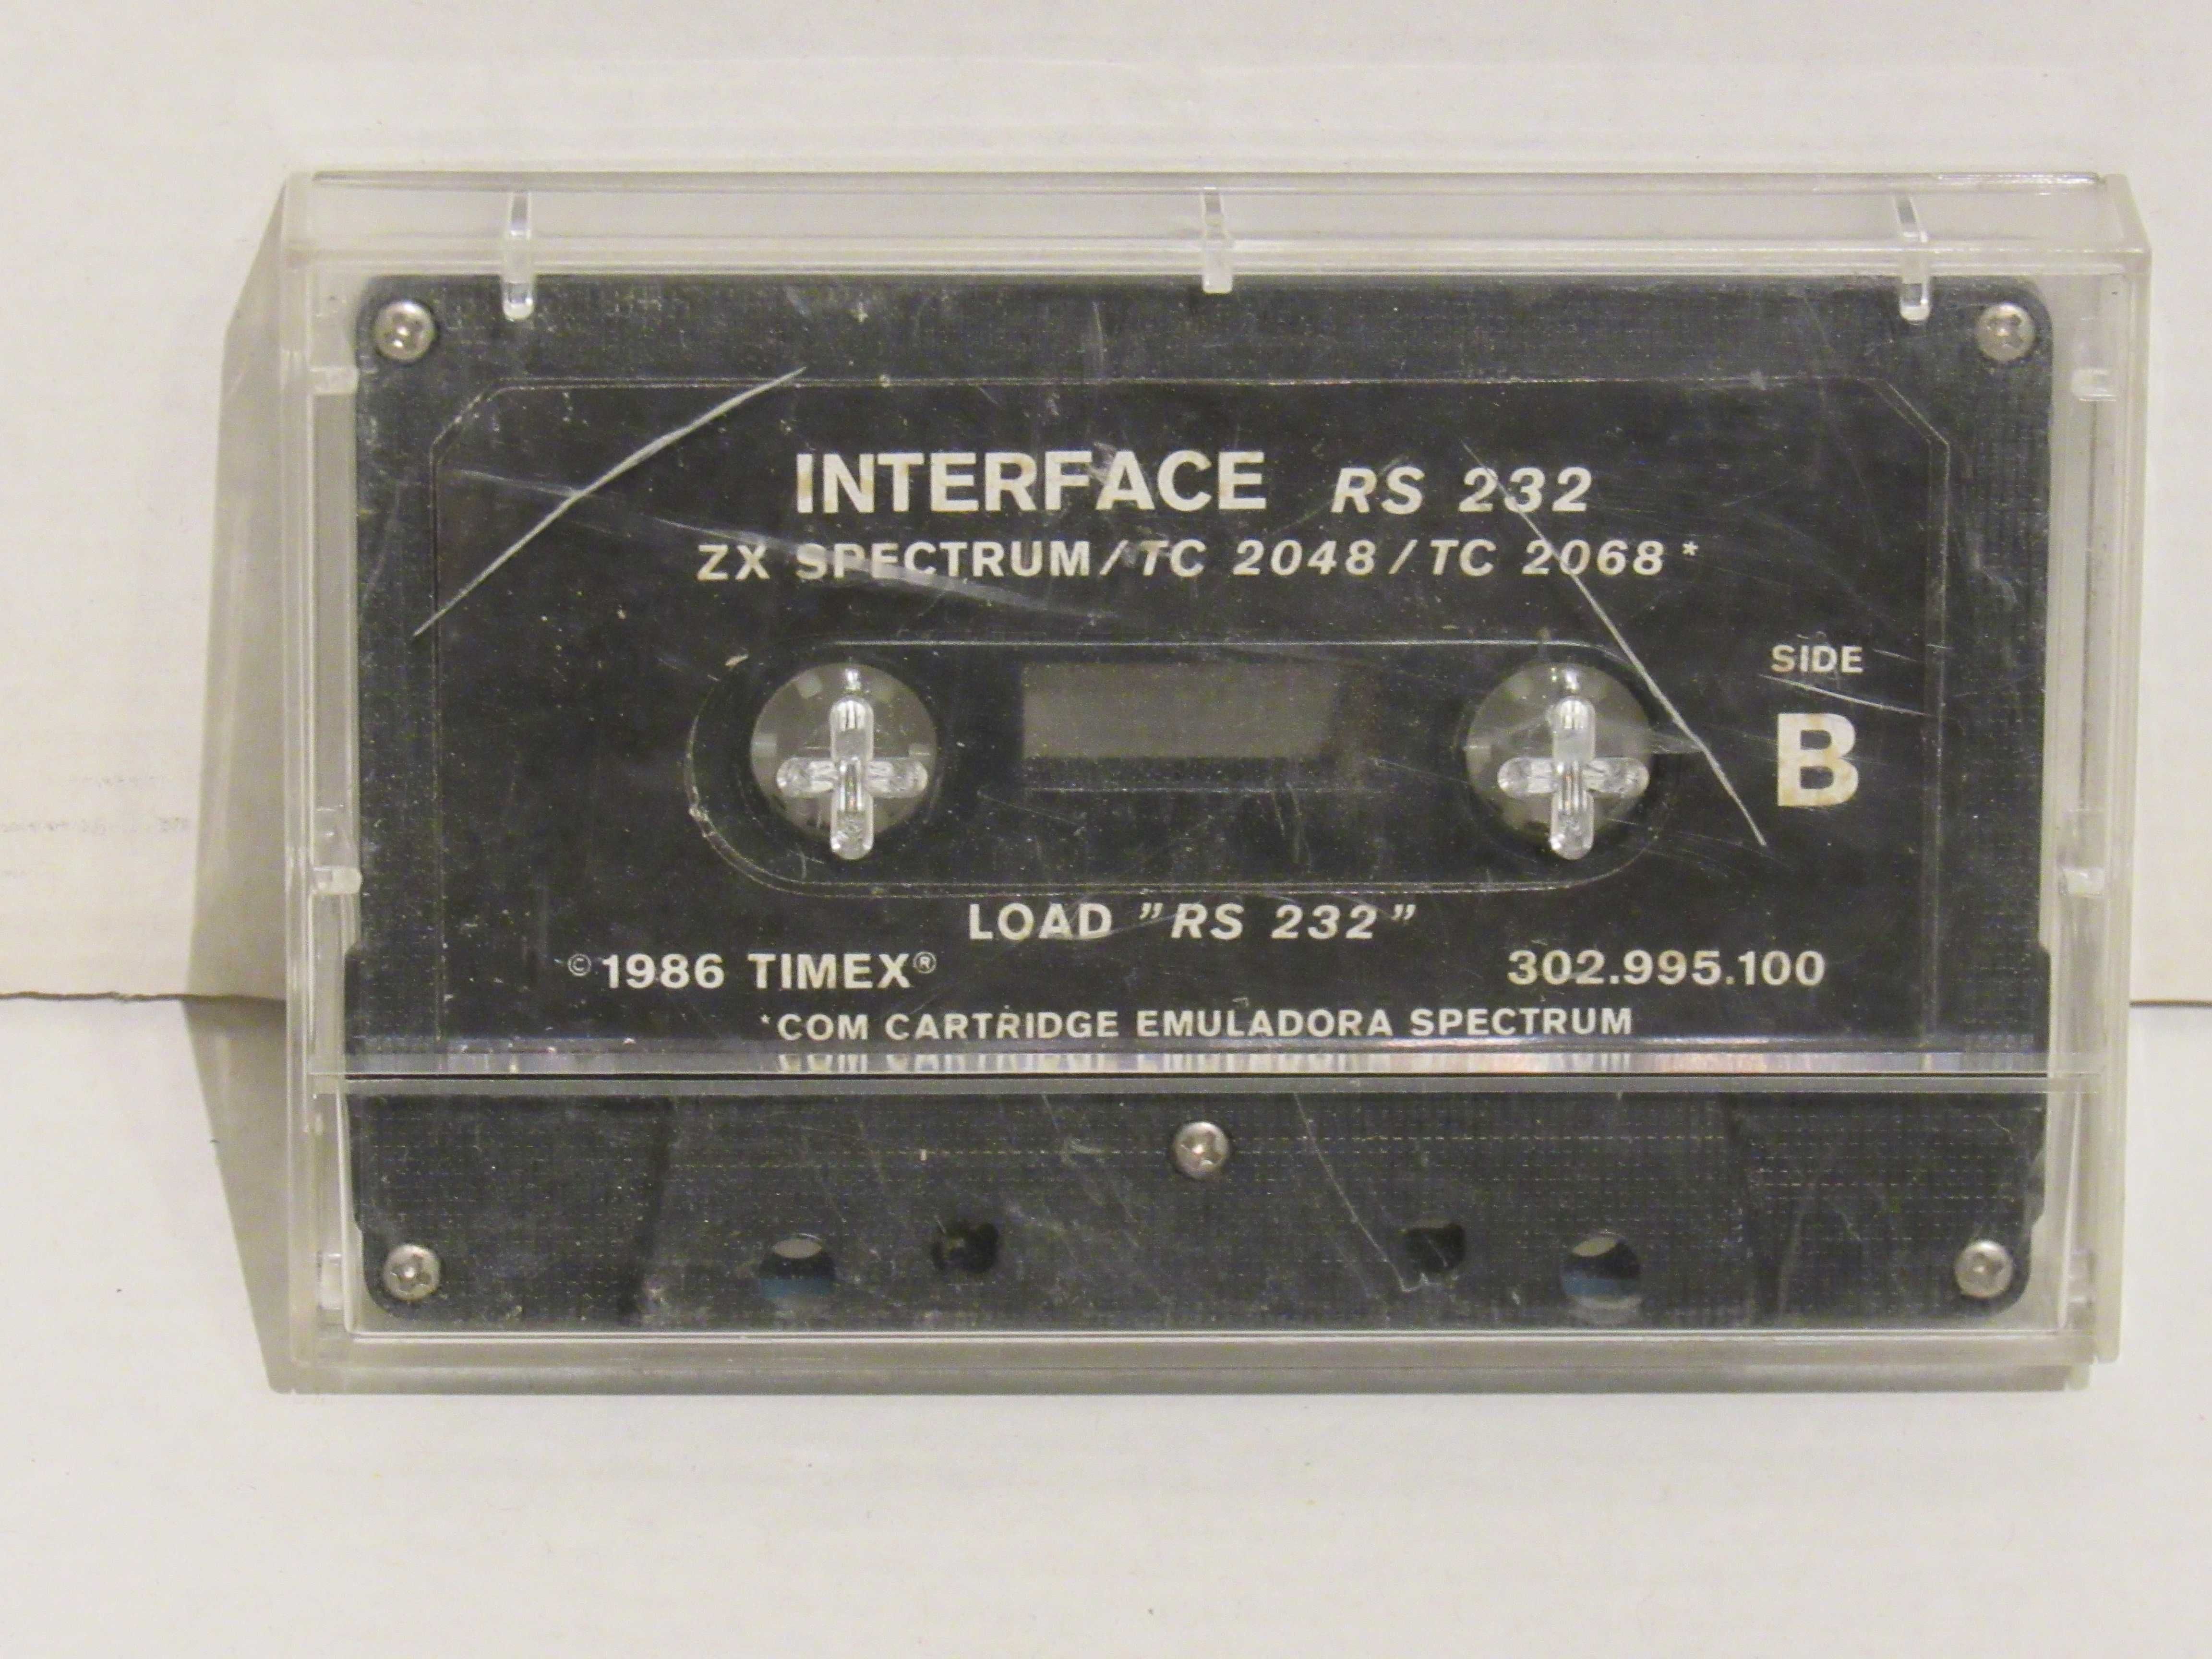 INTERFACE RS 232
ZX SPECTRUM/TC 2048/TC 2068*
SIDE
B
LOAD ”RS 232”
©1986 TIMEX® 302.995.100
*COM CARTRIDGE EMULADORA SPECTRUM